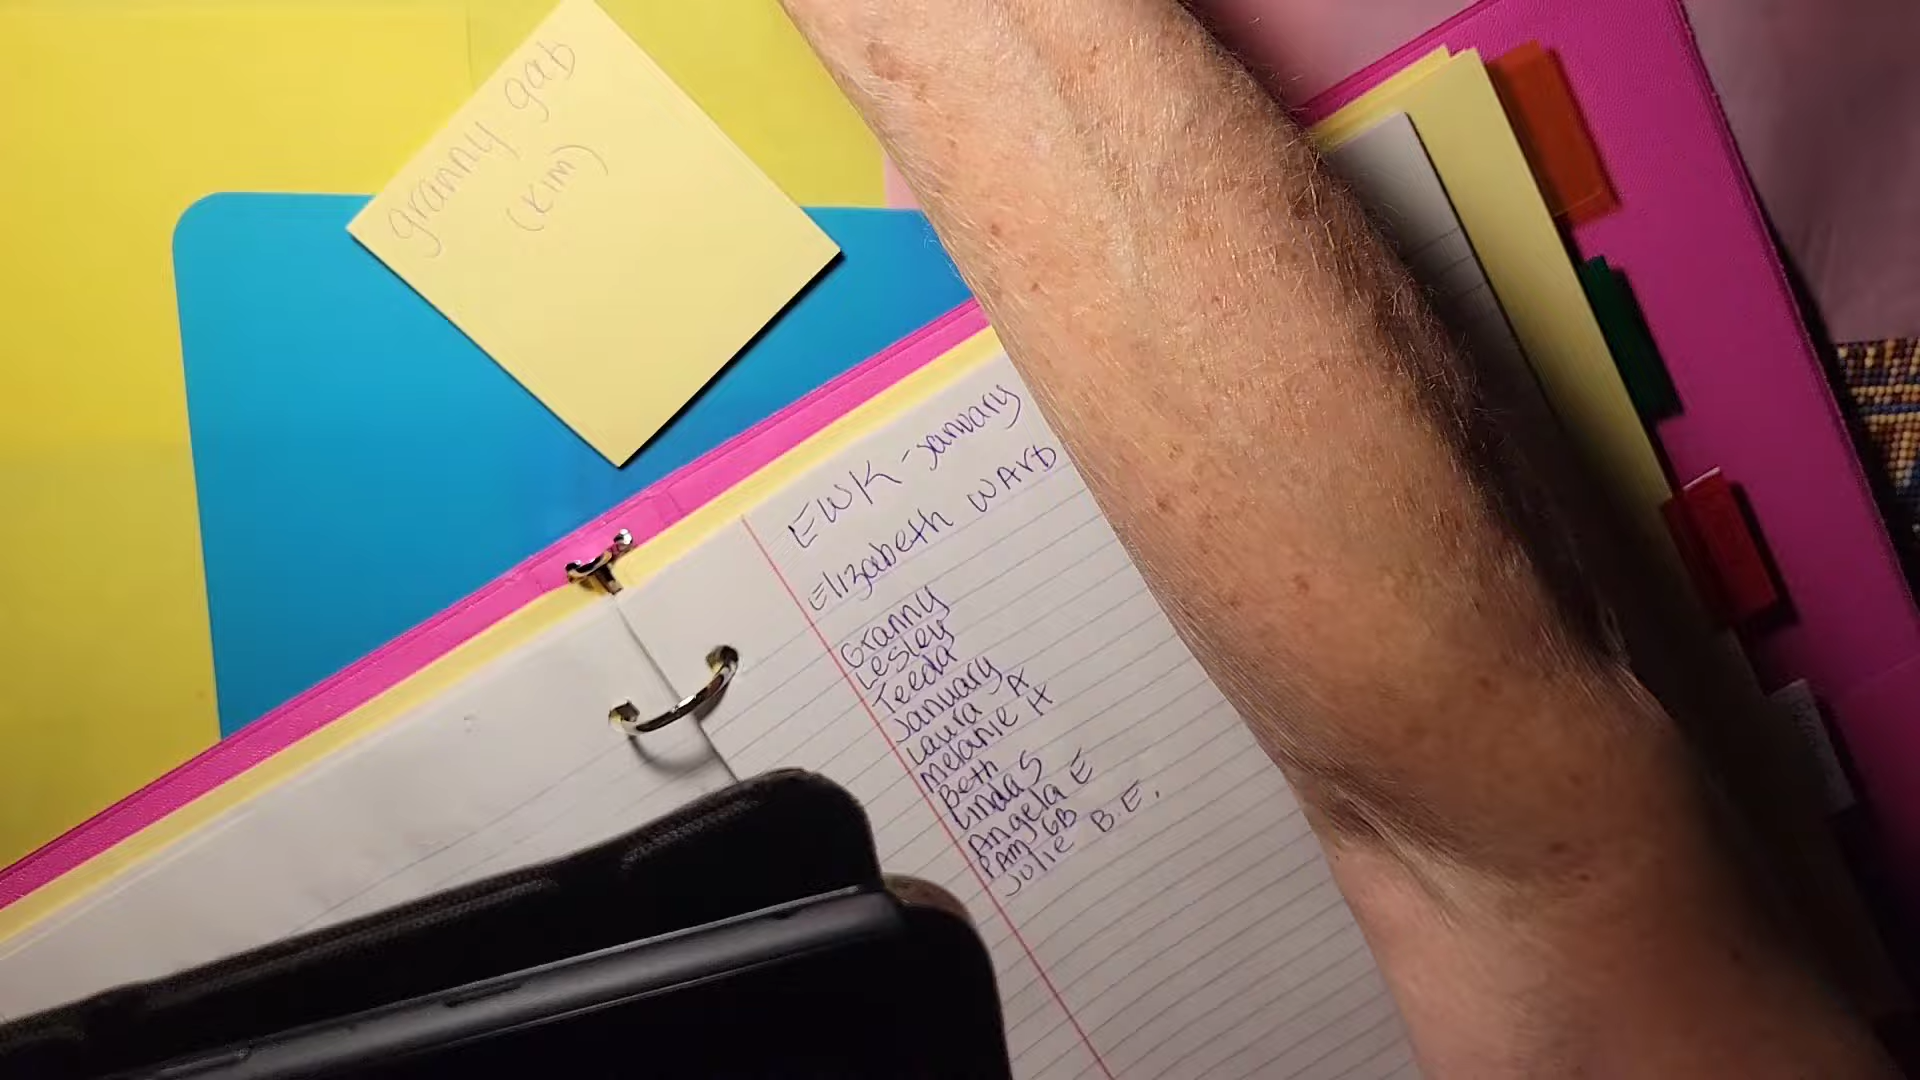 granny gab
(Kim)
EWK - January
Elizabeth WARD
Granny
Lesley
Teeda
January
Laura A
Melanie H
Beth
Linda S
Angela E
PAM GB
Julie B.E.